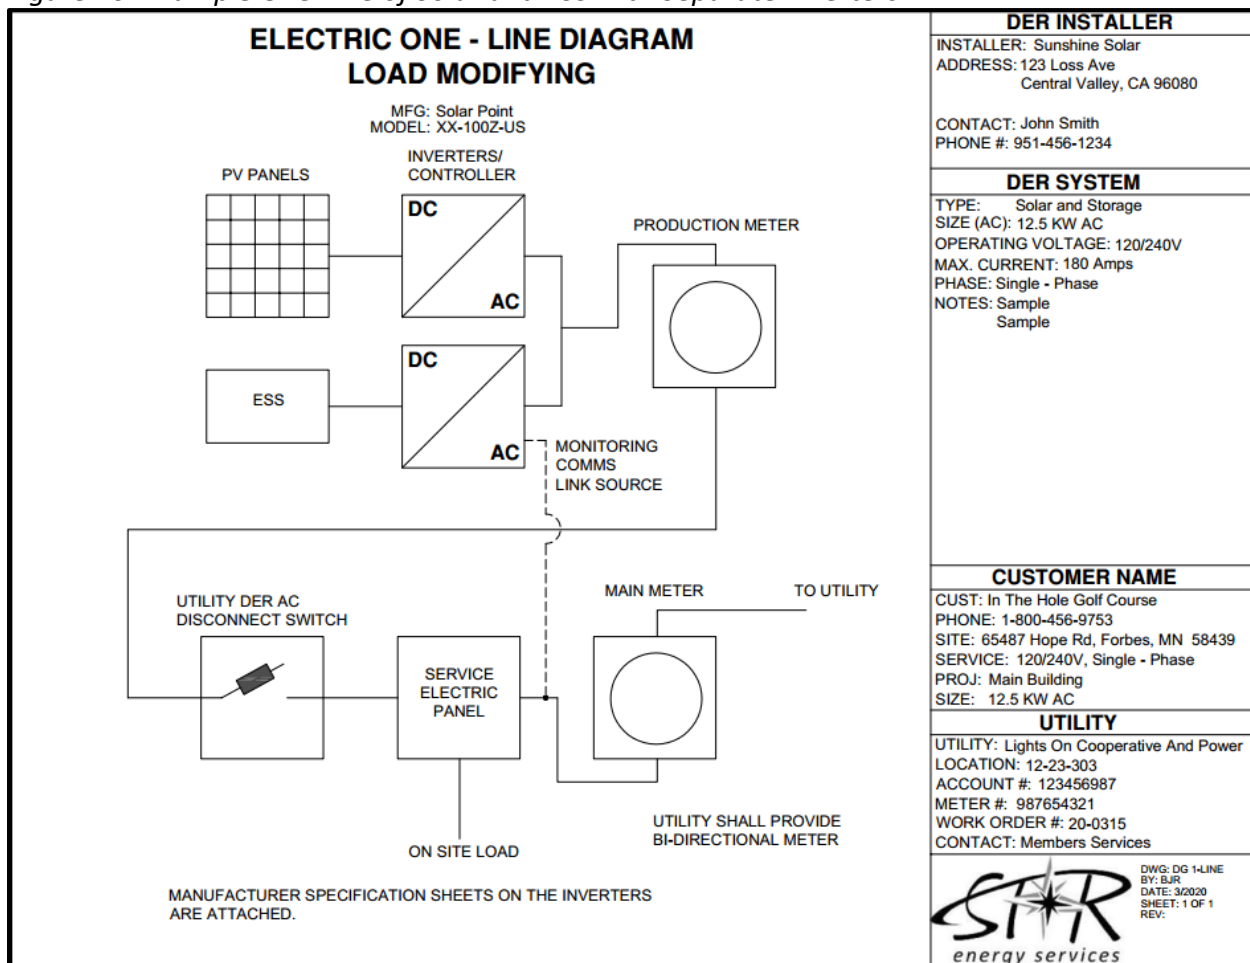 ELECTRIC ONE - LINE DIAGRAM
LOAD MODIFYING
MFG: Solar Point
MODEL: XX-100Z-US
PV PANELS
INVERTERS/
CONTROLLER
DC
AC
PRODUCTION METER
ESS
DC
AC
MONITORING
COMMS
LINK SOURCE
UTILITY DER AC
DISCONNECT SWITCH
SERVICE
ELECTRIC
PANEL
MAIN METER
TO UTILITY
ON SITE LOAD
UTILITY SHALL PROVIDE
BI-DIRECTIONAL METER
MANUFACTURER SPECIFICATION SHEETS ON THE INVERTERS
ARE ATTACHED.
DER INSTALLER
INSTALLER: Sunshine Solar
ADDRESS: 123 Loss Ave
Central Valley, CA 96080
CONTACT: John Smith
PHONE #: 951-456-1234
DER SYSTEM
TYPE: Solar and Storage
SIZE (AC): 12.5 KW AC
OPERATING VOLTAGE: 120/240V
MAX. CURRENT: 180 Amps
PHASE: Single - Phase
NOTES: Sample
Sample
CUSTOMER NAME
CUST: In The Hole Golf Course
PHONE: 1-800-456-9753
SITE: 65487 Hope Rd, Forbes, MN 58439
SERVICE: 120/240V, Single - Phase
PROJ: Main Building
SIZE: 12.5 KW AC
UTILITY
UTILITY: Lights On Cooperative And Power
LOCATION: 12-23-303
ACCOUNT #: 123456987
METER #: 987654321
WORK ORDER #: 20-0315
CONTACT: Members Services
STAR
energy services
DWG: DG 1-LINE
BY: BJR
DATE: 3/2020
SHEET: 1 OF 1
REV: